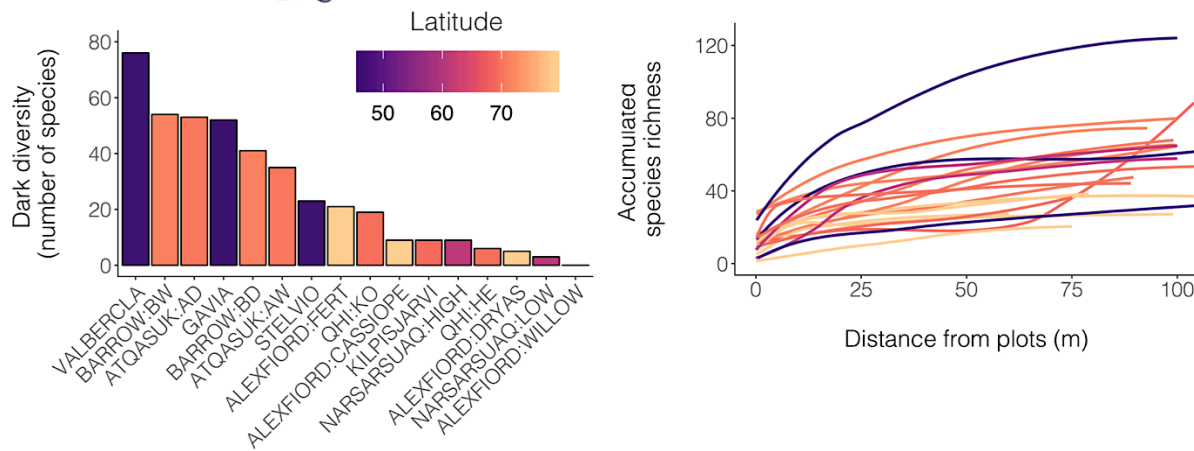 Latitude
50 60 70
Dark diversity
(number of species)
80
60
40
20
0
VALBERCLA
BARROW:BW
ATQASUK:AD
GAVIA
BARROW:BD
ATQASUK:AW
STELVIO
ALEXFIORD:FERT
QHI:KO
ALEXFIORD:CASSIOPE
KILPISJARVI
NARSARSUAQ:HIGH
QHI:HE
ALEXFIORD:DRYAS
NARSARSUAQ:LOW
ALEXFIORD:WILLOW
Accumulated
species richness
120
80
40
0
0 25 50 75 100
Distance from plots (m)